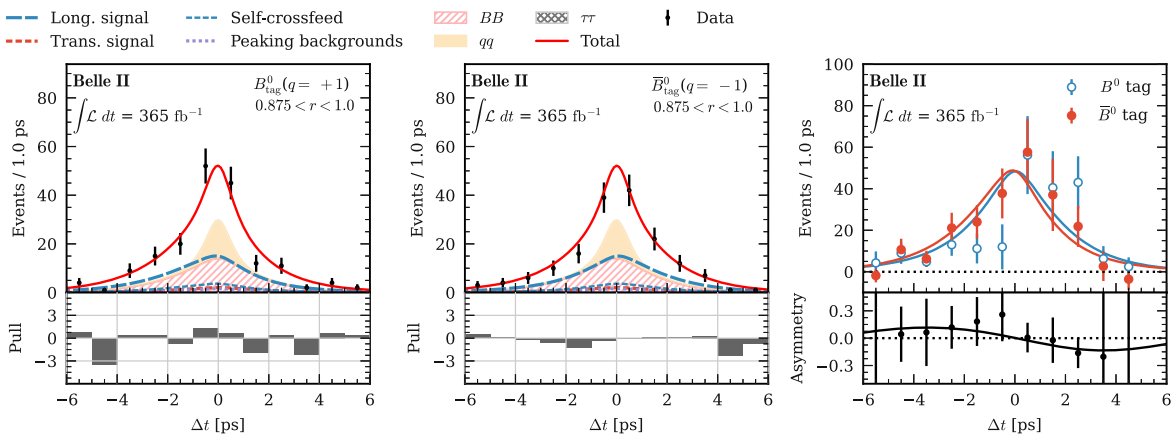 Long. signal Self-crossfeed BB ττ Data
Trans. signal Peaking backgrounds qq Total
Belle II
B⁰tag(q = +1)
0.875 < r < 1.0
∫ℒ dt = 365 fb⁻¹
Events / 1.0 ps
80
60
40
20
0
Pull
3
0
−3
−6 −4 −2 0 2 4 6
Δt [ps]
Belle II
B̅⁰tag(q = −1)
0.875 < r < 1.0
∫ℒ dt = 365 fb⁻¹
Events / 1.0 ps
80
60
40
20
0
Pull
3
0
−3
−6 −4 −2 0 2 4 6
Δt [ps]
Belle II
B⁰ tag
B̅⁰ tag
∫ℒ dt = 365 fb⁻¹
Events / 1.0 ps
100
80
60
40
20
0
Asymmetry
0.3
0.0
−0.3
−6 −4 −2 0 2 4 6
Δt [ps]